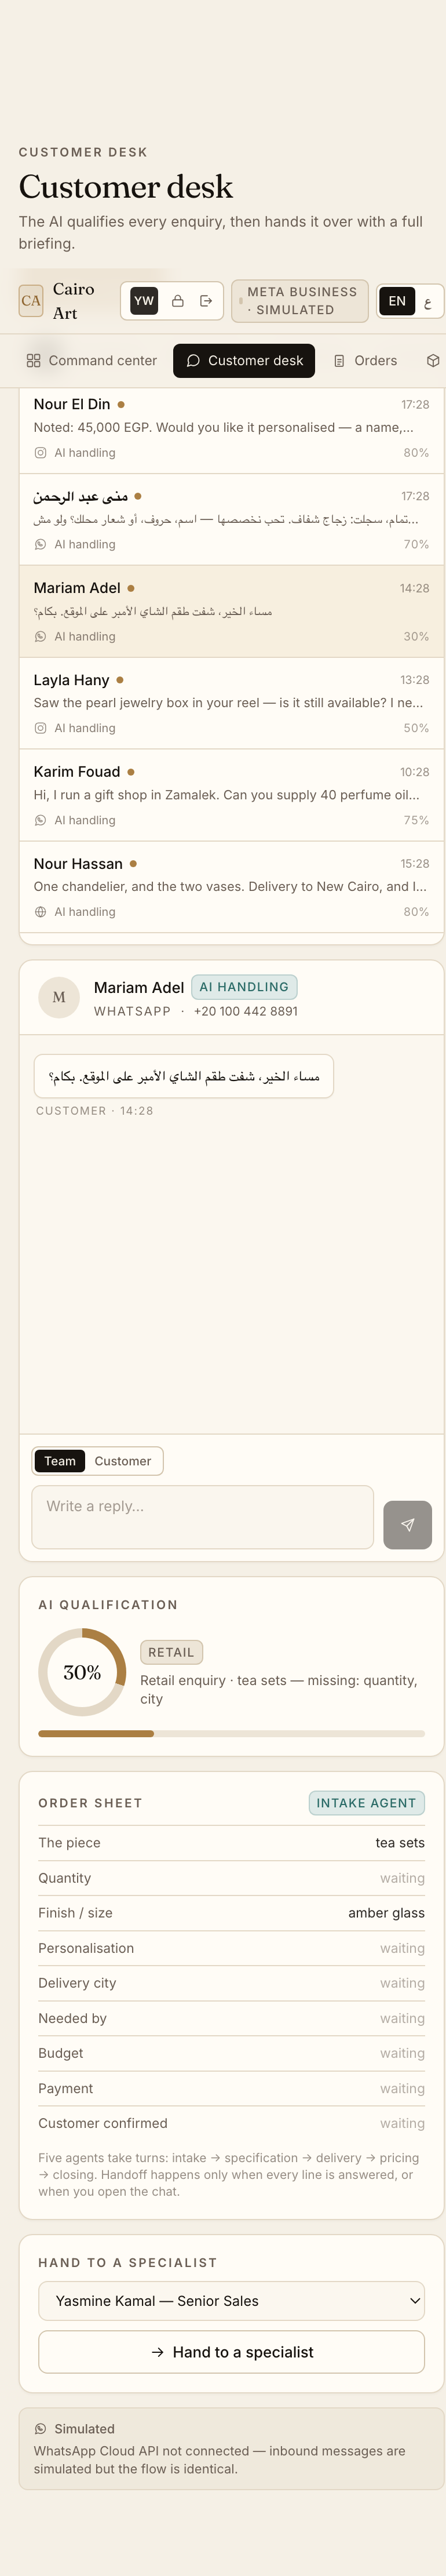 CUSTOMER DESK
Customer desk
The AI qualifies every enquiry, then hands it over with a full
briefing.
CA
Cairo
Art
YW
META BUSINESS
· SIMULATED
EN
ع
Command center
Customer desk
Orders
Nour El Din
17:28
Noted: 45,000 EGP. Would you like it personalised — a name,...
AI handling
80%
منى عبد الرحمن
17:28
تمام، سجلت: زجاج شفاف. تحب نخصصها — اسم، حروف، أو شعار محلك؟ ولو مش...
AI handling
70%
Mariam Adel
14:28
مساء الخير، شفت طقم الشاي الأمبر على الموقع. بكام؟
AI handling
30%
Layla Hany
13:28
Saw the pearl jewelry box in your reel — is it still available? I ne...
AI handling
50%
Karim Fouad
10:28
Hi, I run a gift shop in Zamalek. Can you supply 40 perfume oil...
AI handling
75%
Nour Hassan
15:28
One chandelier, and the two vases. Delivery to New Cairo, and I...
AI handling
80%
M
Mariam Adel
AI HANDLING
WHATSAPP · +20 100 442 8891
مساء الخير، شفت طقم الشاي الأمبر على الموقع. بكام؟
CUSTOMER · 14:28
Team
Customer
Write a reply...
AI QUALIFICATION
30%
RETAIL
Retail enquiry · tea sets — missing: quantity,
city
ORDER SHEET
INTAKE AGENT
The piece
tea sets
Quantity
waiting
Finish / size
amber glass
Personalisation
waiting
Delivery city
waiting
Needed by
waiting
Budget
waiting
Payment
waiting
Customer confirmed
waiting
Five agents take turns: intake → specification → delivery → pricing
→ closing. Handoff happens only when every line is answered, or
when you open the chat.
HAND TO A SPECIALIST
Yasmine Kamal — Senior Sales
→ Hand to a specialist
Simulated
WhatsApp Cloud API not connected — inbound messages are
simulated but the flow is identical.